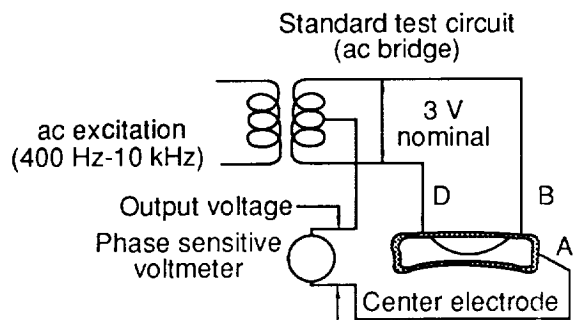 Standard test circuit
(ac bridge)
ac excitation
(400 Hz-10 kHz)
3 V
nominal
D
B
Output voltage
Phase sensitive
voltmeter
A
Center electrode